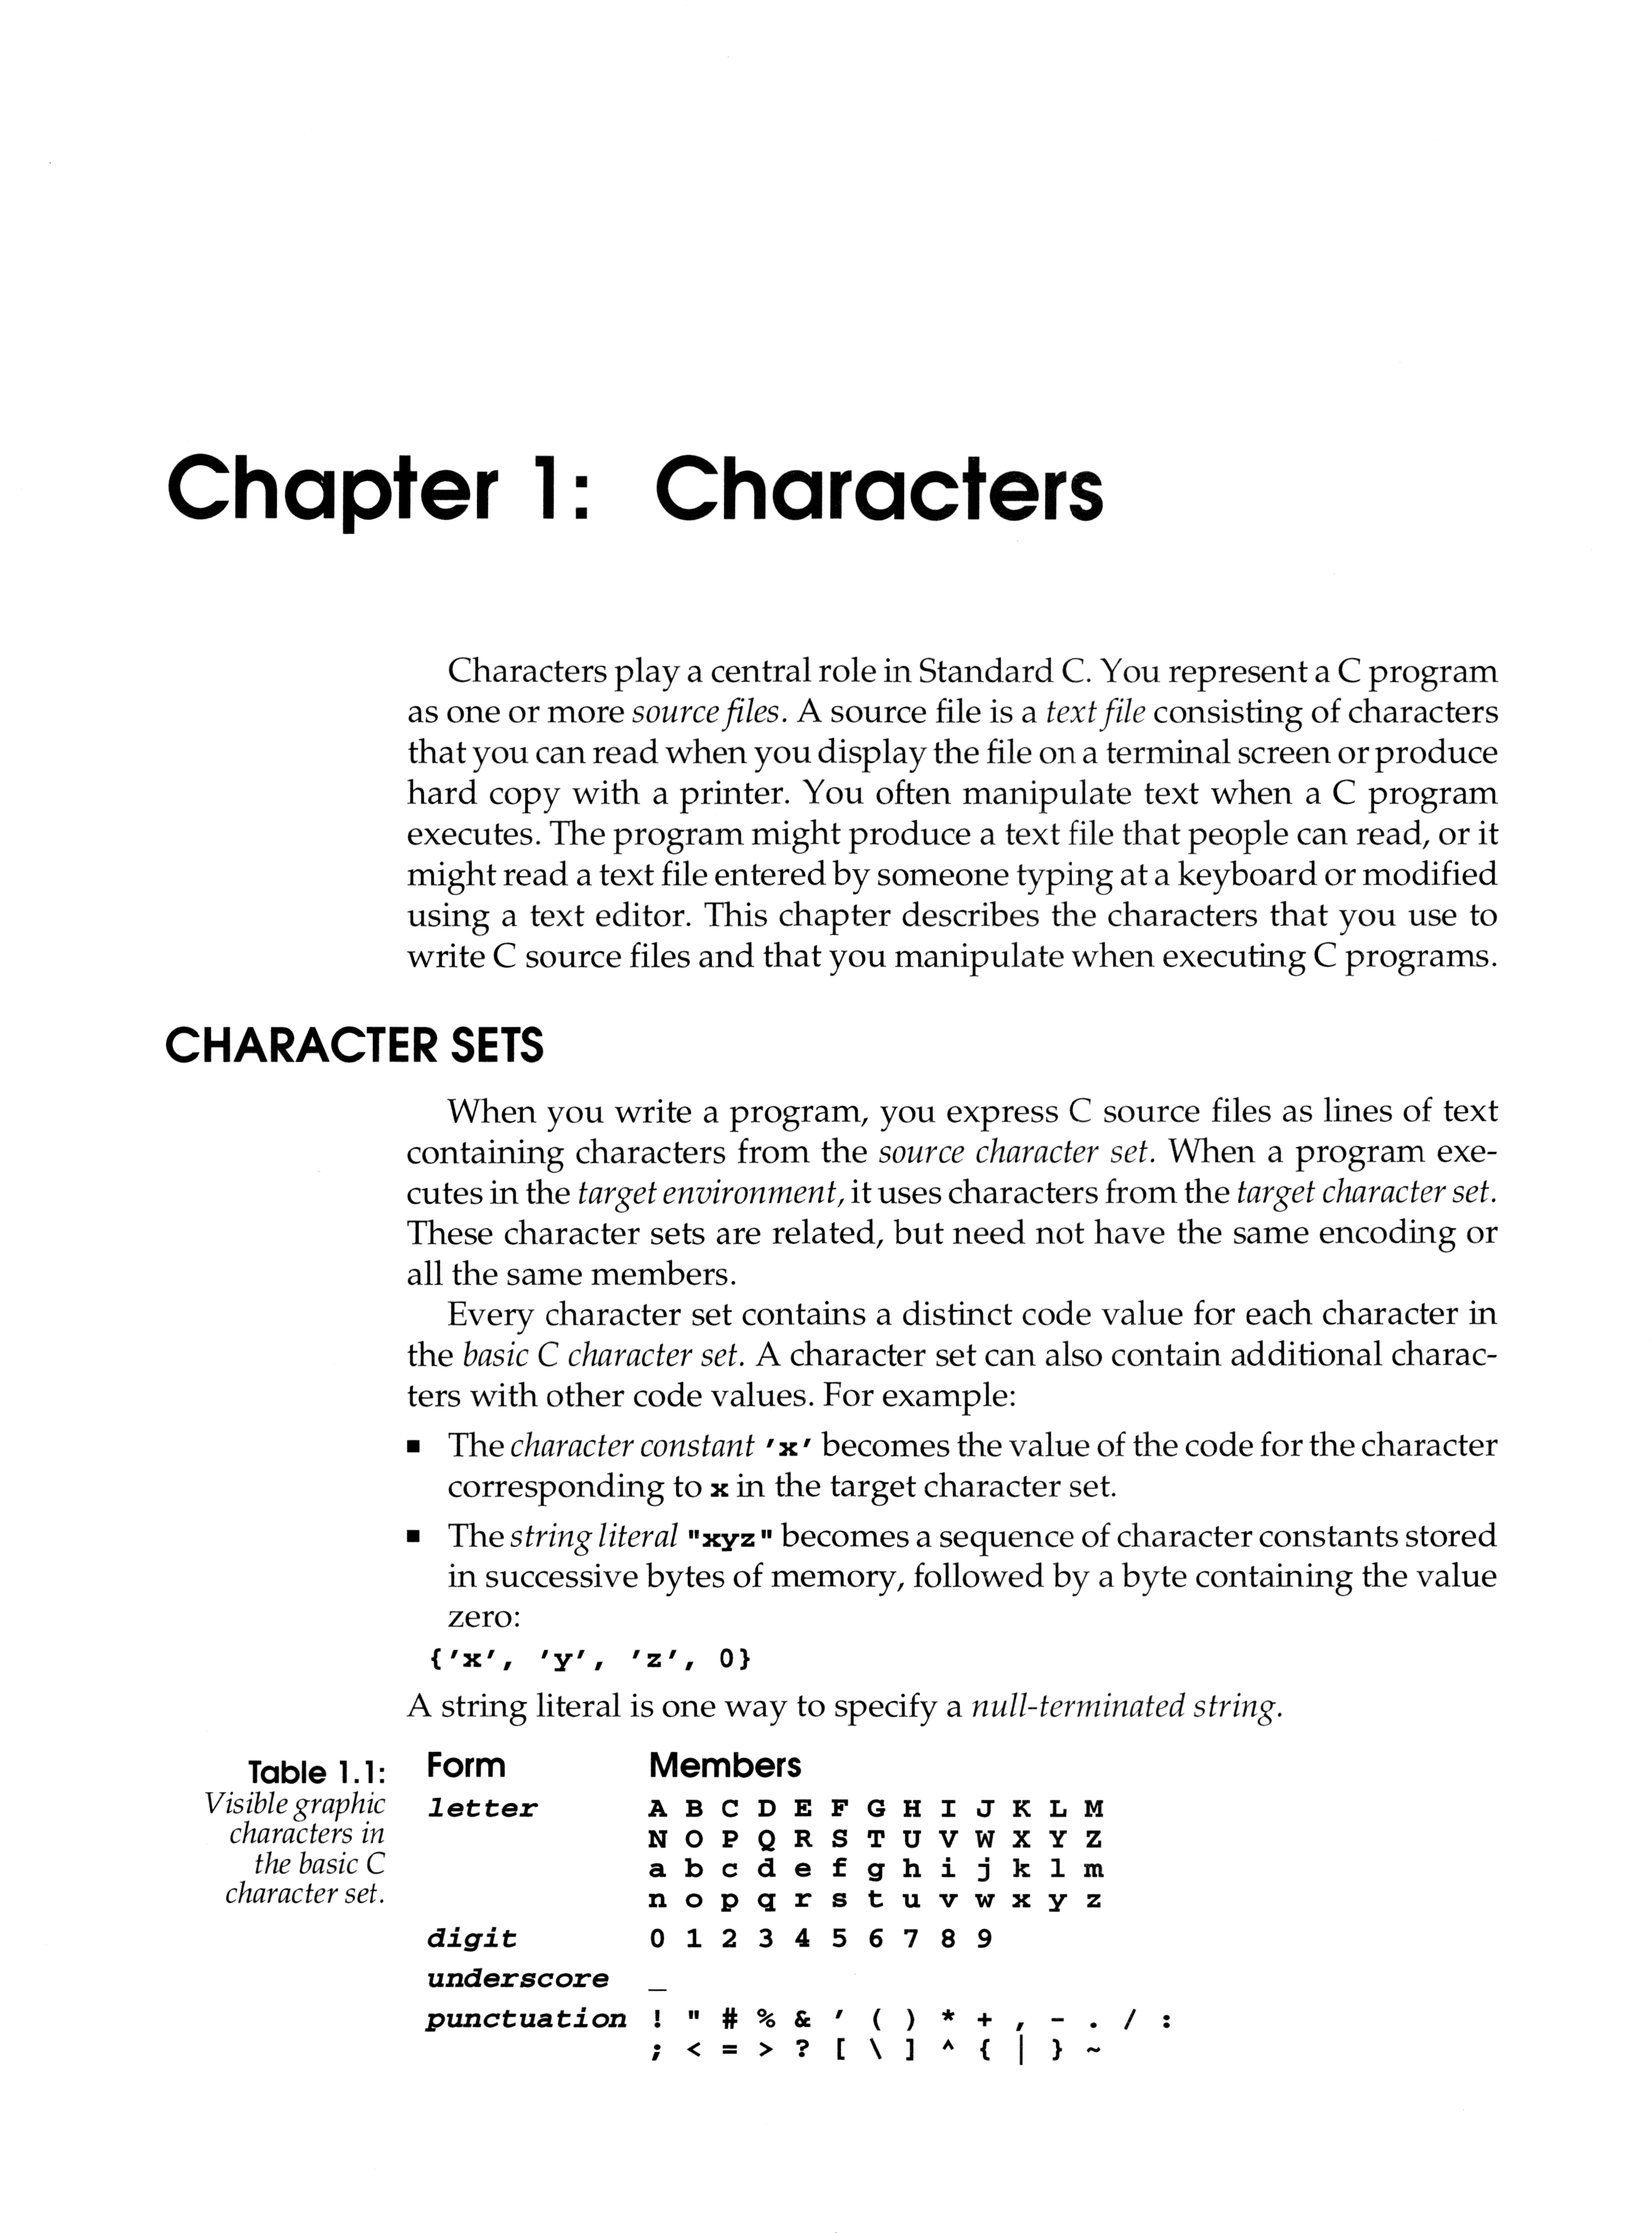 Chapter 1: Characters
Characters play a central role in Standard C. You represent a C program
as one or more source files. A source file is a text file consisting of characters
that you can read when you display the file on a terminal screen or produce
hard copy with a printer. You often manipulate text when a C program
executes. The program might produce a text file that people can read, or it
might read a text file entered by someone typing at a keyboard or modified
using a text editor. This chapter describes the characters that you use to
write C source files and that you manipulate when executing C programs.
CHARACTER SETS
When you write a program, you express C source files as lines of text
containing characters from the source character set. When a program exe-
cutes in the target environment, it uses characters from the target character set.
These character sets are related, but need not have the same encoding or
all the same members.
Every character set contains a distinct code value for each character in
the basic C character set. A character set can also contain additional charac-
ters with other code values. For example:
■ The character constant 'x' becomes the value of the code for the character
corresponding to x in the target character set.
■ The string literal "xyz" becomes a sequence of character constants stored
in successive bytes of memory, followed by a byte containing the value
zero:
{'x', 'y', 'z', 0}
A string literal is one way to specify a null-terminated string.
Table 1.1:
Visible graphic
characters in
the basic C
character set.
Form Members
letter A B C D E F G H I J K L M
N O P Q R S T U V W X Y Z
a b c d e f g h i j k l m
n o p q r s t u v w x y z
digit 0 1 2 3 4 5 6 7 8 9
underscore _
punctuation ! " # % & ' ( ) * + , - . / :
; < = > ? [ \ ] ^ { | } ~